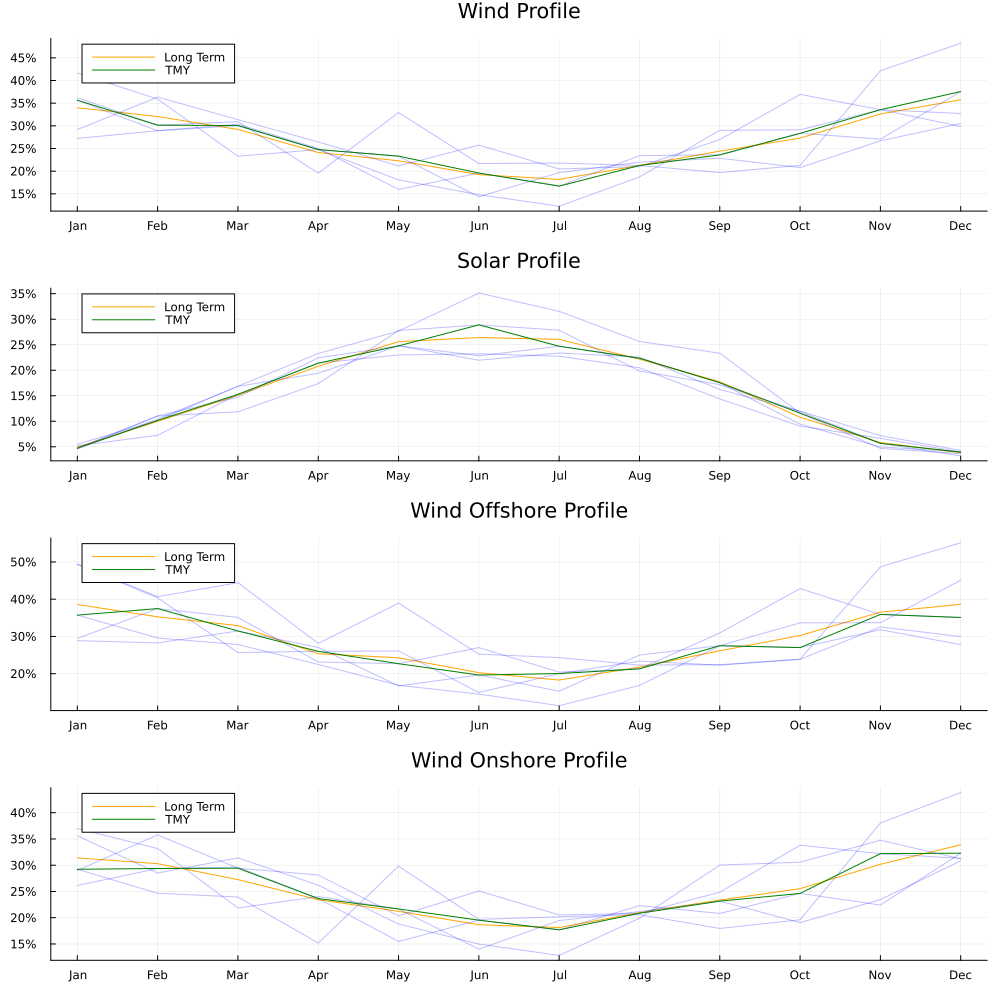 Wind Profile
45%
40%
35%
30%
25%
20%
15%
Long Term
TMY
Jan Feb Mar Apr May Jun Jul Aug Sep Oct Nov Dec
Solar Profile
35%
30%
25%
20%
15%
10%
5%
Long Term
TMY
Jan Feb Mar Apr May Jun Jul Aug Sep Oct Nov Dec
Wind Offshore Profile
50%
40%
30%
20%
Long Term
TMY
Jan Feb Mar Apr May Jun Jul Aug Sep Oct Nov Dec
Wind Onshore Profile
40%
35%
30%
25%
20%
15%
Long Term
TMY
Jan Feb Mar Apr May Jun Jul Aug Sep Oct Nov Dec